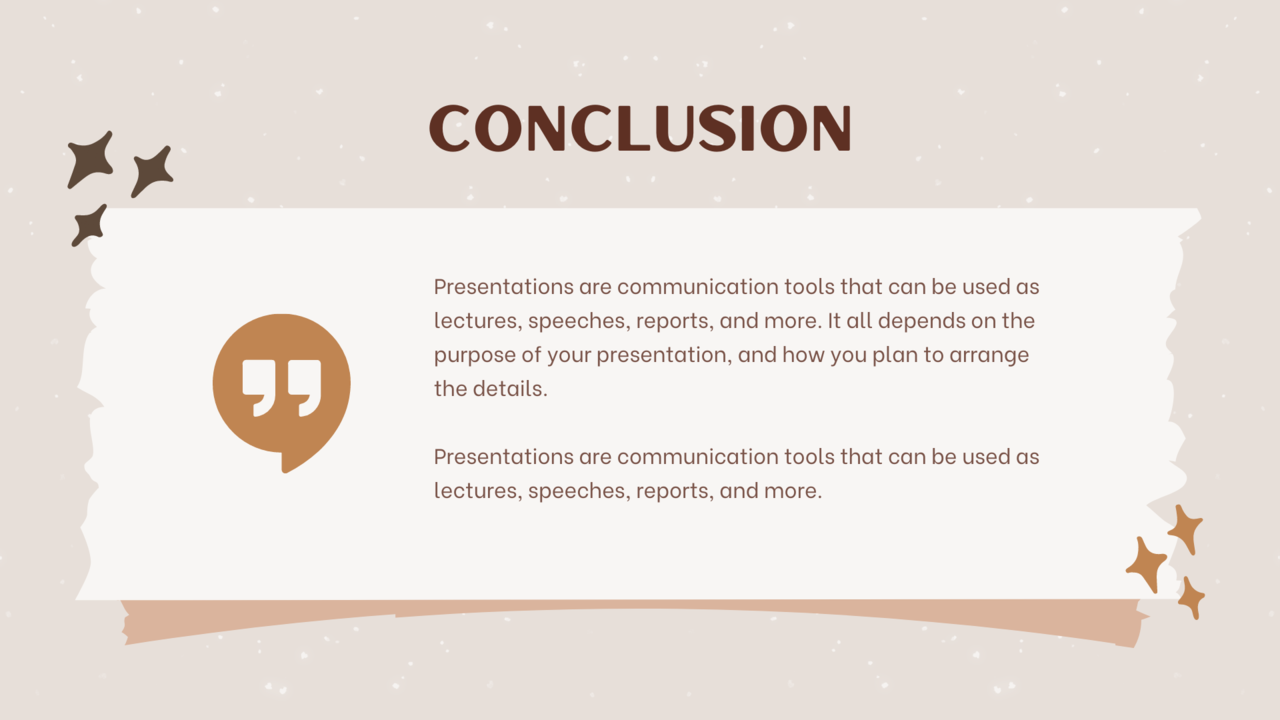 CONCLUSION
Presentations are communication tools that can be used as
lectures, speeches, reports, and more. It all depends on the
purpose of your presentation, and how you plan to arrange
the details.
Presentations are communication tools that can be used as
lectures, speeches, reports, and more.